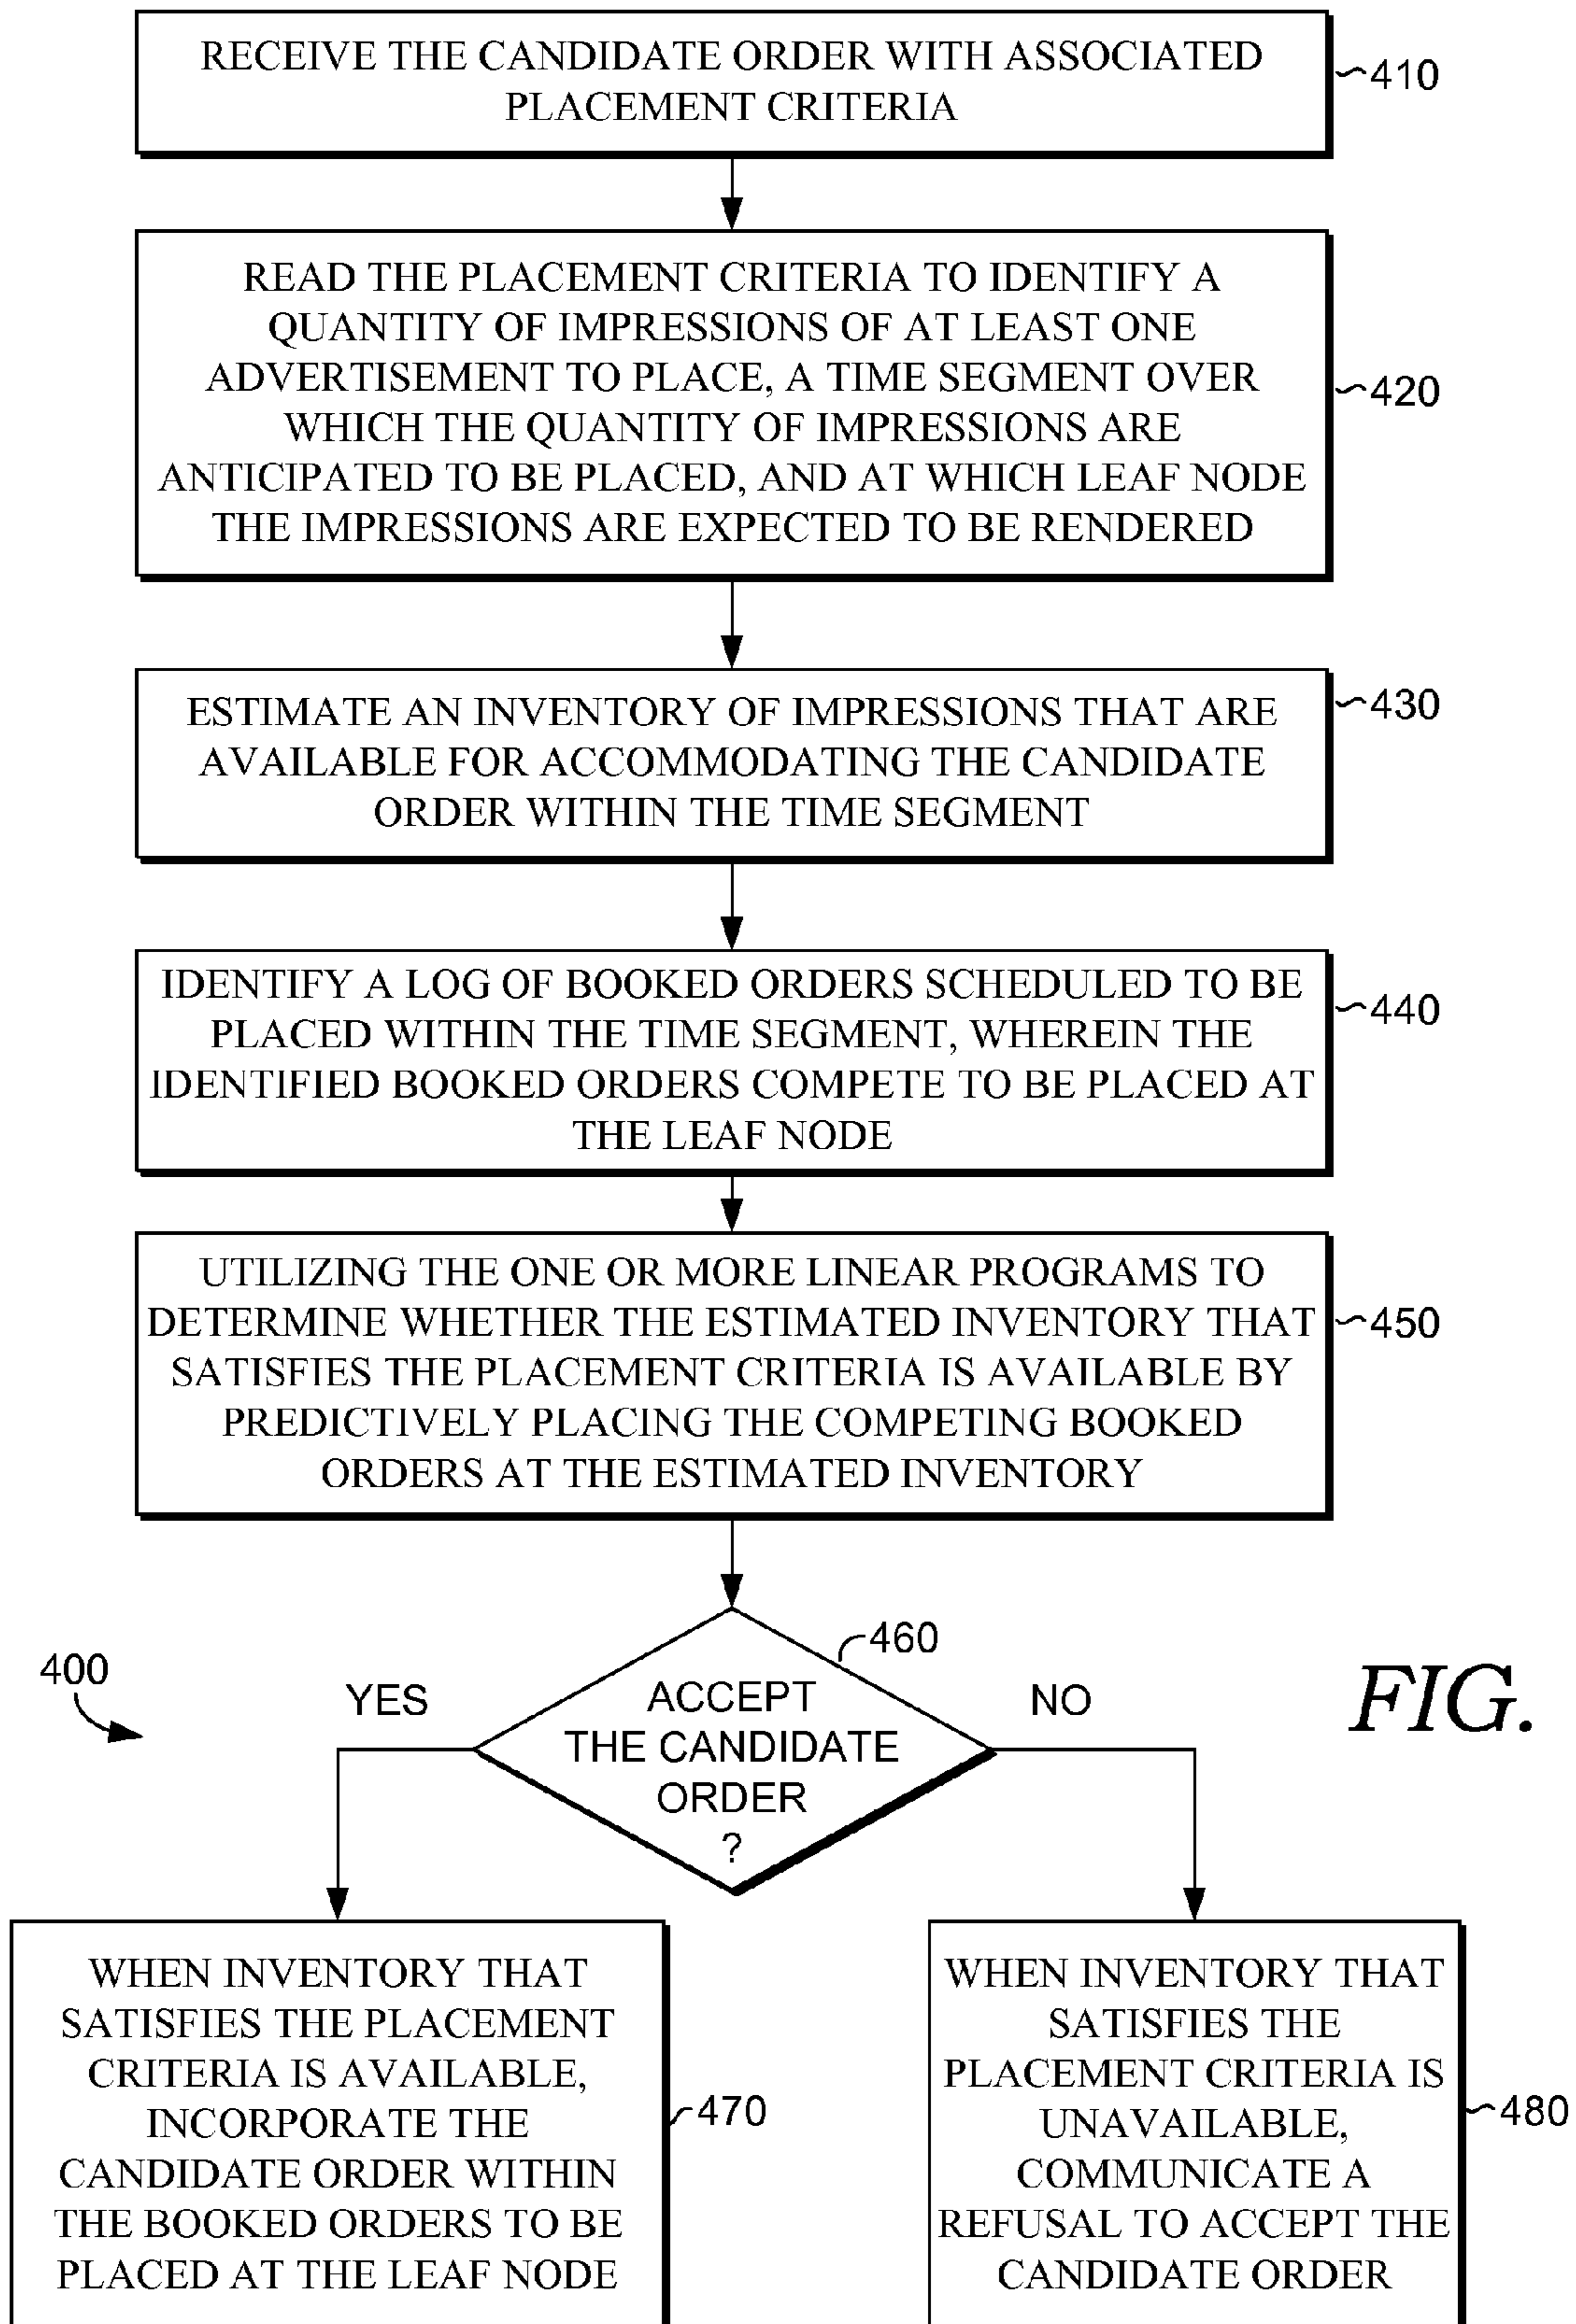 RECEIVE THE CANDIDATE ORDER WITH ASSOCIATED
PLACEMENT CRITERIA
410
READ THE PLACEMENT CRITERIA TO IDENTIFY A
QUANTITY OF IMPRESSIONS OF AT LEAST ONE
ADVERTISEMENT TO PLACE, A TIME SEGMENT OVER
WHICH THE QUANTITY OF IMPRESSIONS ARE
ANTICIPATED TO BE PLACED, AND AT WHICH LEAF NODE
THE IMPRESSIONS ARE EXPECTED TO BE RENDERED
420
ESTIMATE AN INVENTORY OF IMPRESSIONS THAT ARE
AVAILABLE FOR ACCOMMODATING THE CANDIDATE
ORDER WITHIN THE TIME SEGMENT
430
IDENTIFY A LOG OF BOOKED ORDERS SCHEDULED TO BE
PLACED WITHIN THE TIME SEGMENT, WHEREIN THE
IDENTIFIED BOOKED ORDERS COMPETE TO BE PLACED AT
THE LEAF NODE
440
UTILIZING THE ONE OR MORE LINEAR PROGRAMS TO
DETERMINE WHETHER THE ESTIMATED INVENTORY THAT
SATISFIES THE PLACEMENT CRITERIA IS AVAILABLE BY
PREDICTIVELY PLACING THE COMPETING BOOKED
ORDERS AT THE ESTIMATED INVENTORY
450
400
YES
ACCEPT
THE CANDIDATE
ORDER
?
460
NO
FIG.
WHEN INVENTORY THAT
SATISFIES THE PLACEMENT
CRITERIA IS AVAILABLE,
INCORPORATE THE
CANDIDATE ORDER WITHIN
THE BOOKED ORDERS TO BE
PLACED AT THE LEAF NODE
470
WHEN INVENTORY THAT
SATISFIES THE
PLACEMENT CRITERIA IS
UNAVAILABLE,
COMMUNICATE A
REFUSAL TO ACCEPT THE
CANDIDATE ORDER
480